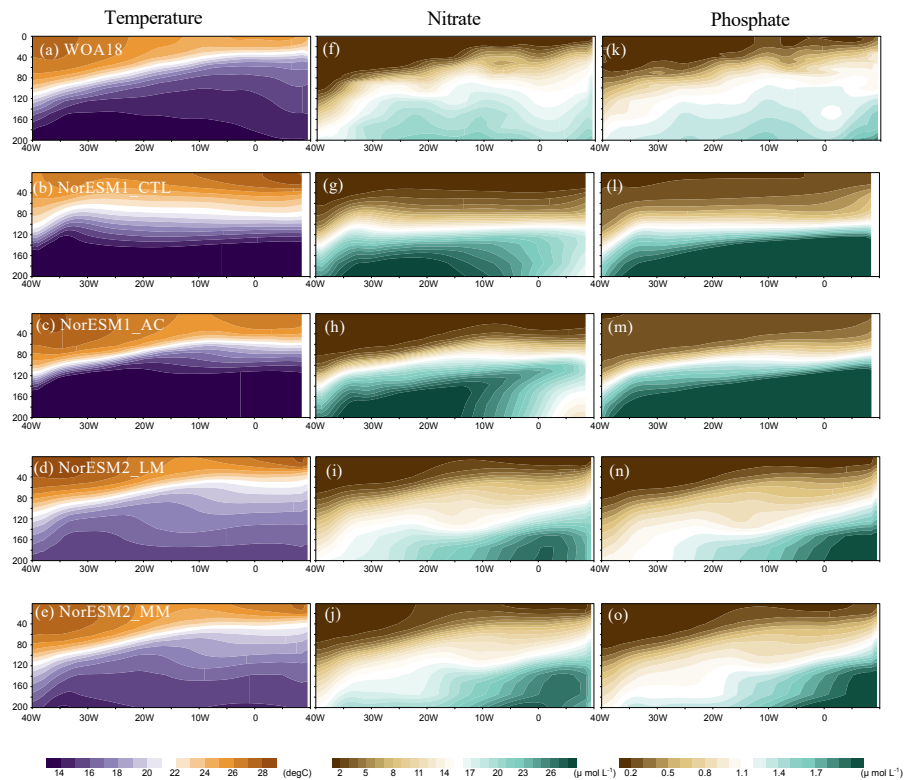 Temperature Nitrate Phosphate
(a) WOA18 (f) (k)
0
40
80
120
160
200
40W 30W 20W 10W 0 40W 30W 20W 10W 0 40W 30W 20W 10W 0
(b) NorESM1_CTL (g) (l)
40
80
120
160
200
40W 30W 20W 10W 0 40W 30W 20W 10W 0 40W 30W 20W 10W 0
(c) NorESM1_AC (h) (m)
40
80
120
160
200
40W 30W 20W 10W 0 40W 30W 20W 10W 0 40W 30W 20W 10W 0
(d) NorESM2_LM (i) (n)
40
80
120
160
200
40W 30W 20W 10W 0 40W 30W 20W 10W 0 40W 30W 20W 10W 0
(e) NorESM2_MM (j) (o)
40
80
120
160
200
40W 30W 20W 10W 0 40W 30W 20W 10W 0 40W 30W 20W 10W 0
14 16 18 20 22 24 26 28 (degC) 2 5 8 11 14 17 20 23 26 (μ mol L⁻¹) 0.2 0.5 0.8 1.1 1.4 1.7 (μ mol L⁻¹)